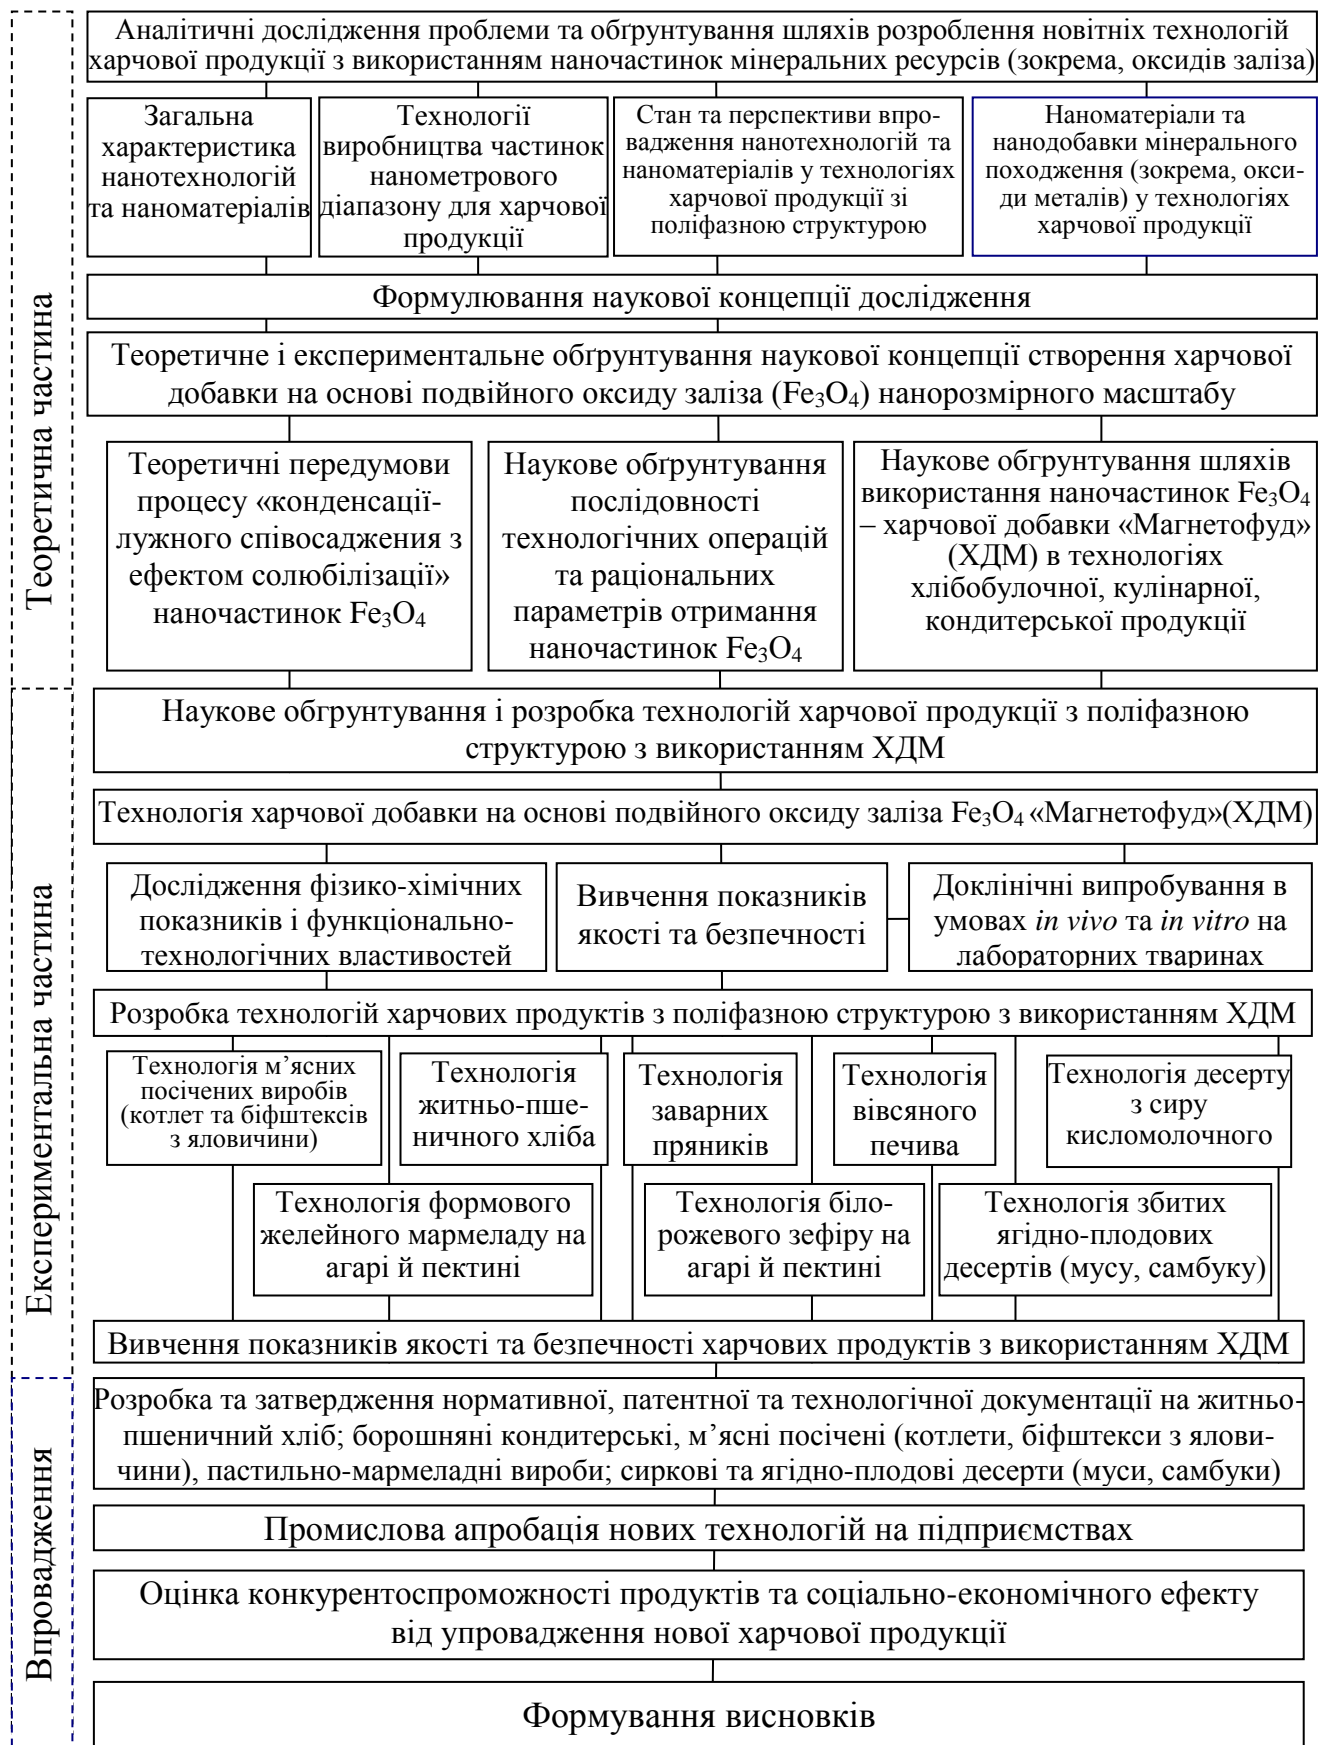 Теоретична частина
Аналітичні дослідження проблеми та обґрунтування шляхів розроблення новітніх технологій
харчової продукції з використанням наночастинок мінеральних ресурсів (зокрема, оксидів заліза)
Загальна
характеристика
нанотехнологій
та наноматеріалів
Технології
виробництва частинок
нанометрового
діапазону для харчової
продукції
Стан та перспективи впро-
вадження нанотехнологій та
наноматеріалів у технологіях
харчової продукції зі
поліфазною структурою
Наноматеріали та
нанодобавки мінерального
походження (зокрема, окси-
ди металів) у технологіях
харчової продукції
Формулювання наукової концепції дослідження
Теоретичне і експериментальне обґрунтування наукової концепції створення харчової
добавки на основі подвійного оксиду заліза (Fe₃O₄) нанорозмірного масштабу
Теоретичні передумови
процесу «конденсації-
лужного співосадження з
ефектом солюбілізації»
наночастинок Fe₃O₄
Наукове обґрунтування
послідовності
технологічних операцій
та раціональних
параметрів отримання
наночастинок Fe₃O₄
Наукове обгрунтування шляхів
використання наночастинок Fe₃O₄
– харчової добавки «Магнетофуд»
(ХДМ) в технологіях
хлібобулочної, кулінарної,
кондитерської продукції
Експериментальна частина
Наукове обгрунтування і розробка технологій харчової продукції з поліфазною
структурою з використанням ХДМ
Технологія харчової добавки на основі подвійного оксиду заліза Fe₃O₄ «Магнетофуд»(ХДМ)
Дослідження фізико-хімічних
показників і функціонально-
технологічних властивостей
Вивчення показників
якості та безпечності
Доклінічні випробування в
умовах in vivo та in vitro на
лабораторних тваринах
Розробка технологій харчових продуктів з поліфазною структурою з використанням ХДМ
Технологія м’ясних
посічених виробів
(котлет та біфштексів
з яловичини)
Технологія
житньо-пше-
ничного хліба
Технологія
заварних
пряників
Технологія
вівсяного
печива
Технологія десерту
з сиру
кисломолочного
Технологія формового
желейного мармеладу на
агарі й пектині
Технологія біло-
рожевого зефіру на
агарі й пектині
Технологія збитих
ягідно-плодових
десертів (мусу, самбуку)
Вивчення показників якості та безпечності харчових продуктів з використанням ХДМ
Впровадження
Розробка та затвердження нормативної, патентної та технологічної документації на житньо-
пшеничний хліб; борошняні кондитерські, м’ясні посічені (котлети, біфштекси з ялови-
чини), пастильно-мармеладні вироби; сиркові та ягідно-плодові десерти (муси, самбуки)
Промислова апробація нових технологій на підприємствах
Оцінка конкурентоспроможності продуктів та соціально-економічного ефекту
від упровадження нової харчової продукції
Формування висновків